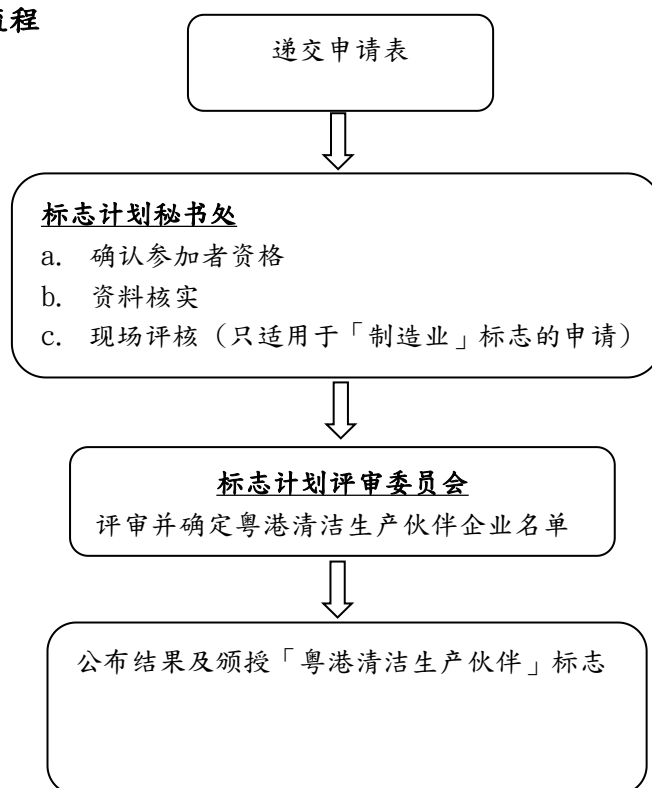 流程
递交申请表
标志计划秘书处
a. 确认参加者资格
b. 资料核实
c. 现场评核（只适用于「制造业」标志的申请）
标志计划评审委员会
评审并确定粤港清洁生产伙伴企业名单
公布结果及颁授「粤港清洁生产伙伴」标志